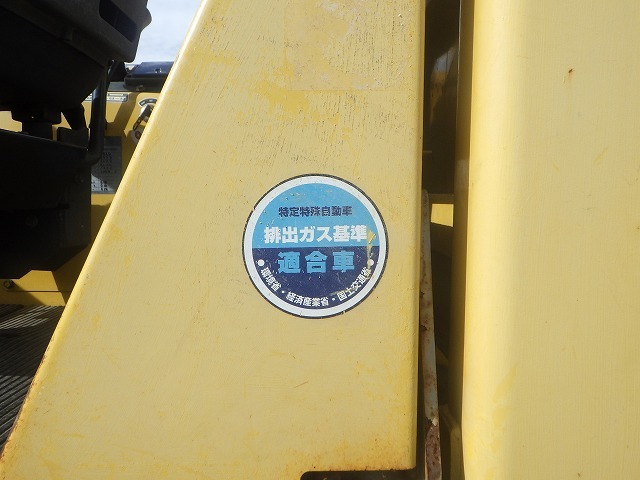 特定特殊自動車
排出ガス基準
適合車
●環境省・経済産業省・国土交通省●